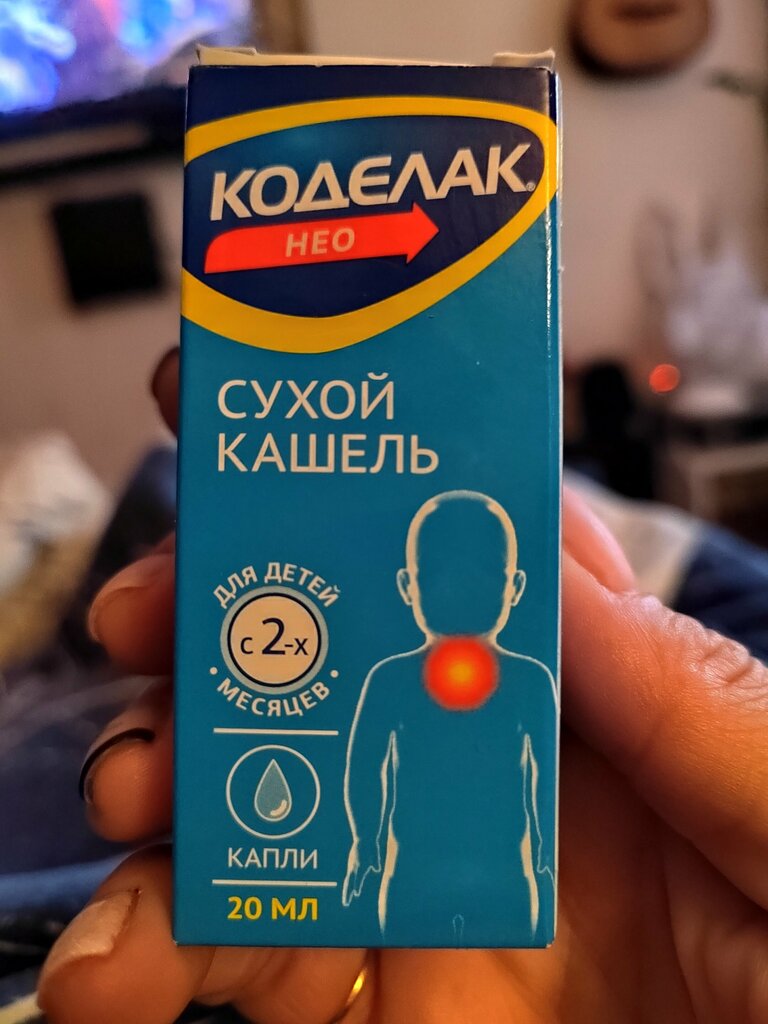 КОДЕЛАК®
НЕО
СУХОЙ
КАШЕЛЬ
ДЛЯ ДЕТЕЙ
с 2-х
• МЕСЯЦЕВ •
КАПЛИ
20 МЛ